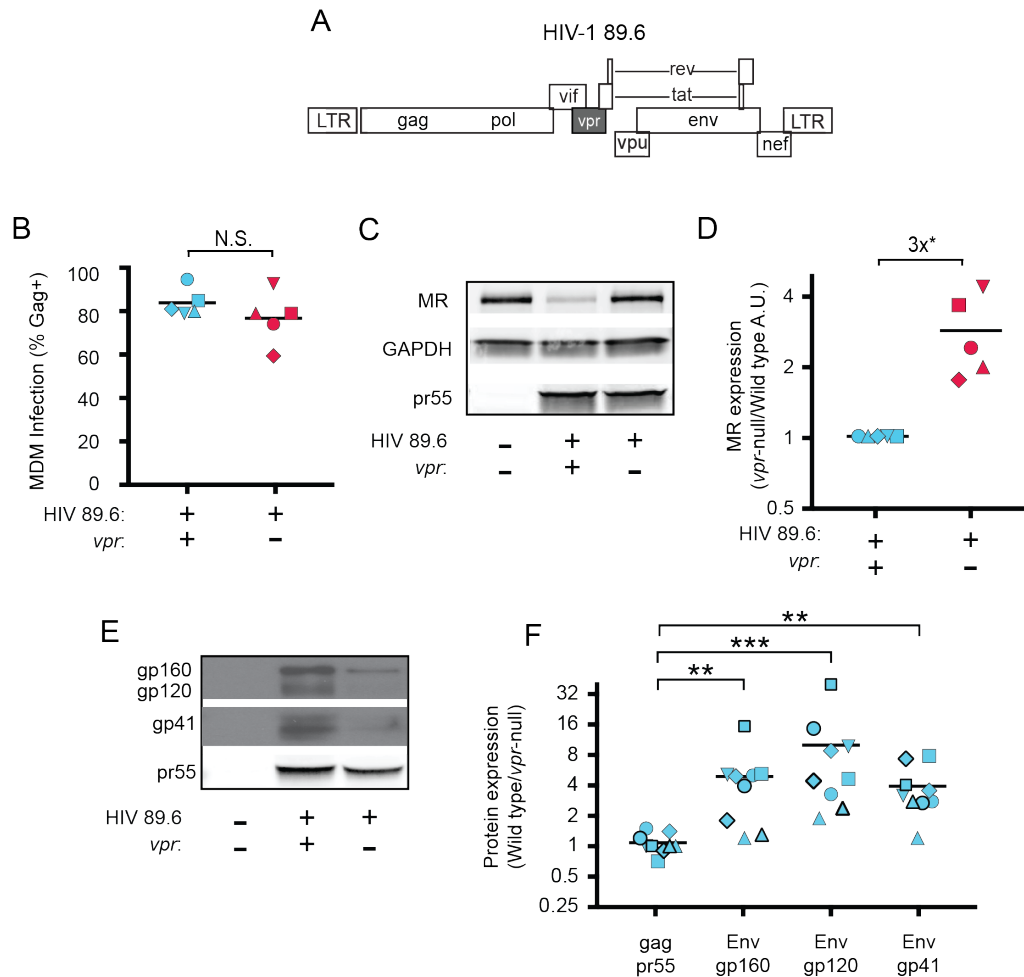 A
HIV-1 89.6
rev
vif
tat
LTR
gag
pol
vpr
env
LTR
vpu
nef
B
N.S.
MDM Infection (% Gag+)
100
80
60
40
20
0
HIV 89.6:
+
+
vpr:
+
–
C
MR
GAPDH
pr55
HIV 89.6
–
+
+
vpr:
–
+
–
D
3x*
MR expression
(vpr-null/Wild type A.U.)
4
2
1
0.5
HIV 89.6:
+
+
vpr:
+
–
E
gp160
gp120
gp41
pr55
HIV 89.6
–
+
+
vpr:
–
+
–
F
**
***
**
Protein expression
(Wild type/vpr-null)
32
16
8
4
2
1
0.5
0.25
gag
pr55
Env
gp160
Env
gp120
Env
gp41